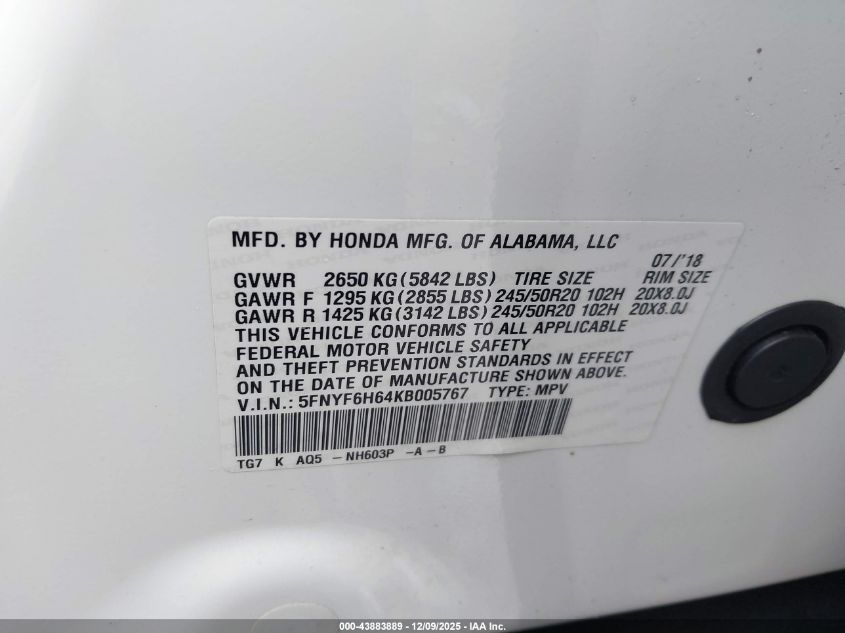 MFD. BY HONDA MFG. OF ALABAMA, LLC
07/'18
GVWR 2650 KG (5842 LBS) TIRE SIZE RIM SIZE
GAWR F 1295 KG (2855 LBS) 245/50R20 102H 20X8.0J
GAWR R 1425 KG (3142 LBS) 245/50R20 102H 20X8.0J
THIS VEHICLE CONFORMS TO ALL APPLICABLE
FEDERAL MOTOR VEHICLE SAFETY
AND THEFT PREVENTION STANDARDS IN EFFECT
ON THE DATE OF MANUFACTURE SHOWN ABOVE.
V.I.N.: 5FNYF6H64KB005767 TYPE: MPV
TG7 K AQ5 -NH603P -A-B
000-43883889 | 12/09/2025 - IAA Inc.